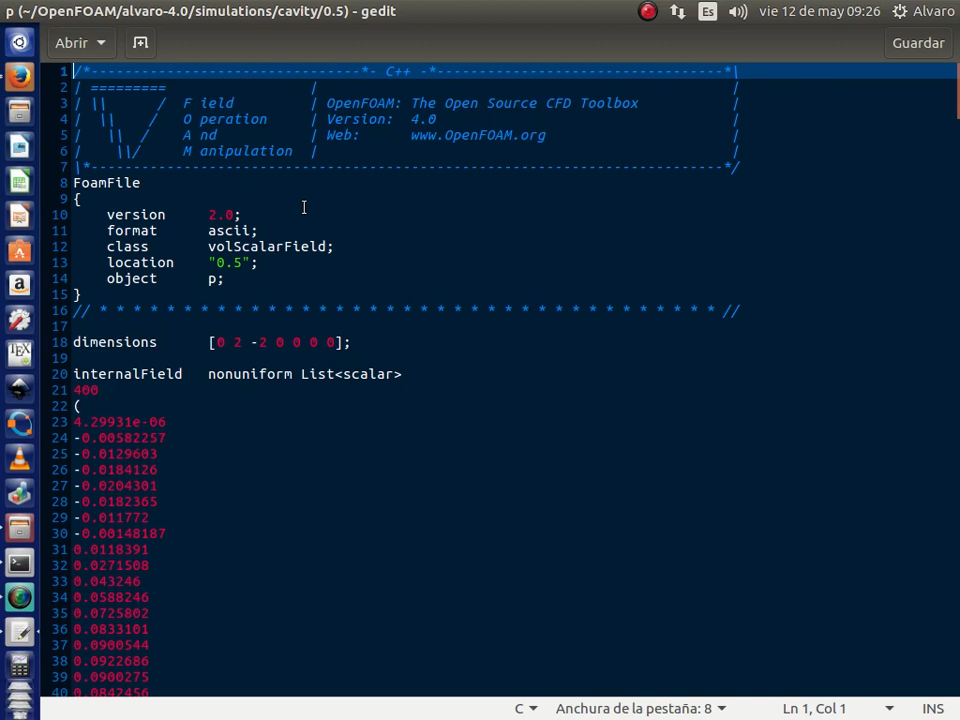 p (~/OpenFOAM/alvaro-4.0/simulations/cavity/0.5) - gedit
Es
vie 12 de may 09:26
Alvaro
Abrir
Guardar
1 /*--------------------------------*- C++ -*----------------------------------*\
2 | =========                 |                                                 |
3 | \\      /  F ield         | OpenFOAM: The Open Source CFD Toolbox           |
4 |  \\    /   O peration     | Version:  4.0                                   |
5 |   \\  /    A nd           | Web:      www.OpenFOAM.org                      |
6 |    \\/     M anipulation  |                                                 |
7 \*---------------------------------------------------------------------------*/
8 FoamFile
9 {
10     version     2.0;
11     format      ascii;
12     class       volScalarField;
13     location    "0.5";
14     object      p;
15 }
16 // * * * * * * * * * * * * * * * * * * * * * * * * * * * * * * * * * * * * * //
17
18 dimensions      [0 2 -2 0 0 0 0];
19
20 internalField   nonuniform List<scalar>
21 400
22 (
23 4.29931e-06
24 -0.00582257
25 -0.0129603
26 -0.0184126
27 -0.0204301
28 -0.0182365
29 -0.011772
30 -0.00148187
31 0.0118391
32 0.0271508
33 0.043246
34 0.0588246
35 0.0725802
36 0.0833101
37 0.0900544
38 0.0922686
39 0.0900275
40 0.0842456
C
Anchura de la pestaña: 8
Ln 1, Col 1
INS